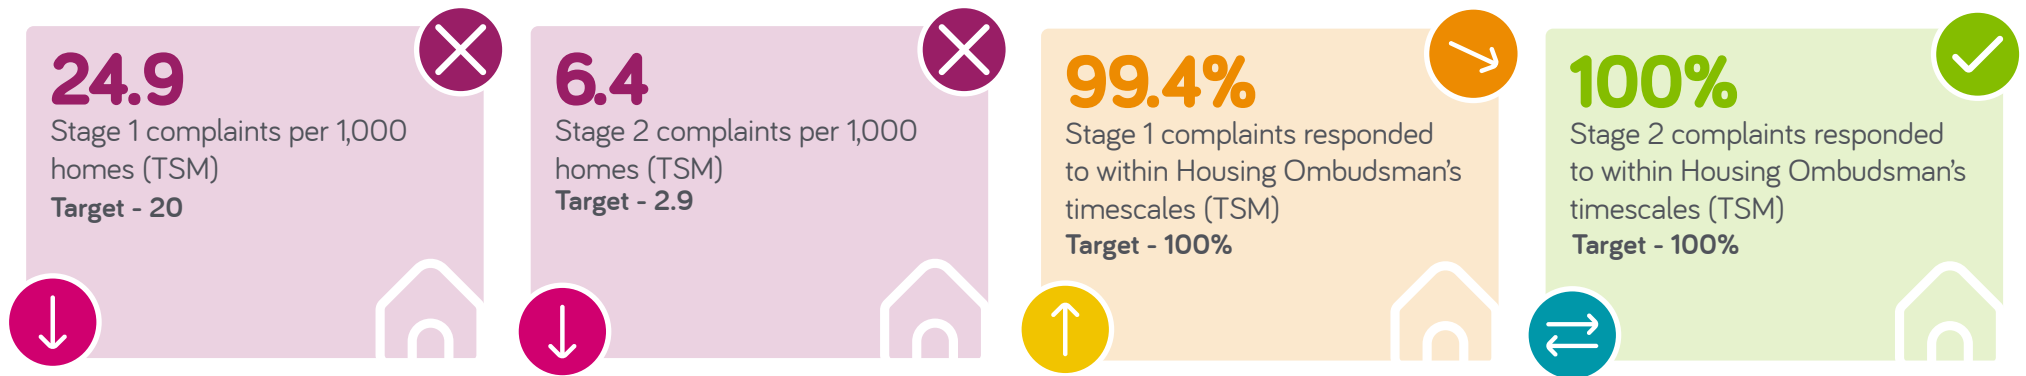 24.9
Stage 1 complaints per 1,000
homes (TSM)
Target - 20
6.4
Stage 2 complaints per 1,000
homes (TSM)
Target - 2.9
99.4%
Stage 1 complaints responded
to within Housing Ombudsman’s
timescales (TSM)
Target - 100%
100%
Stage 2 complaints responded
to within Housing Ombudsman’s
timescales (TSM)
Target - 100%